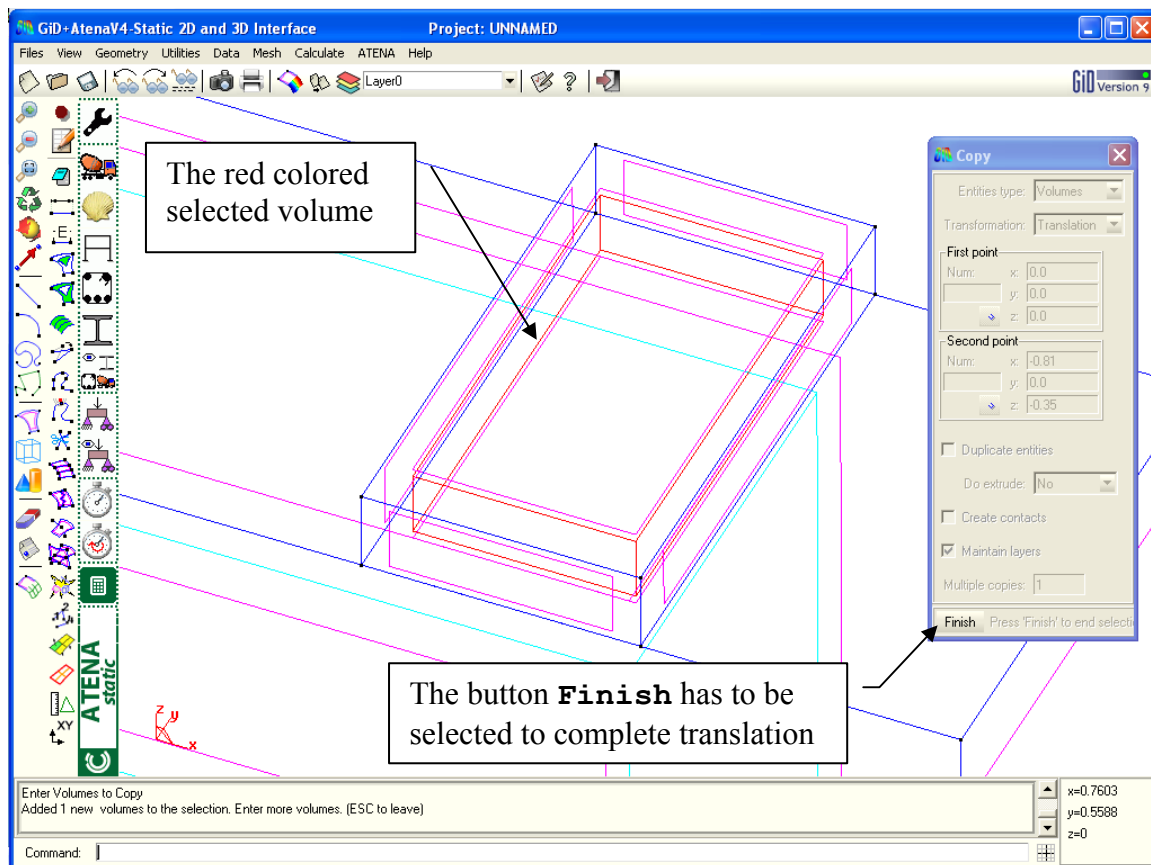 GiD+AtenaV4-Static 2D and 3D Interface Project: UNNAMED
Files View Geometry Utilities Data Mesh Calculate ATENA Help
Layer0
GiD Version 9
The red colored
selected volume
Copy
Entities type: Volumes
Transformation: Translation
First point
Num: x: 0.0
y: 0.0
z: 0.0
Second point
Num: x: -0.81
y: 0.0
z: -0.35
Duplicate entities
Do extrude: No
Create contacts
Maintain layers
Multiple copies: 1
Finish Press 'Finish' to end selectio
The button Finish has to be
selected to complete translation
.E.
XY
ATENA
static
z
y
x
Enter Volumes to Copy
Added 1 new volumes to the selection. Enter more volumes. (ESC to leave)
x=0.7603
y=0.5588
z=0
Command: